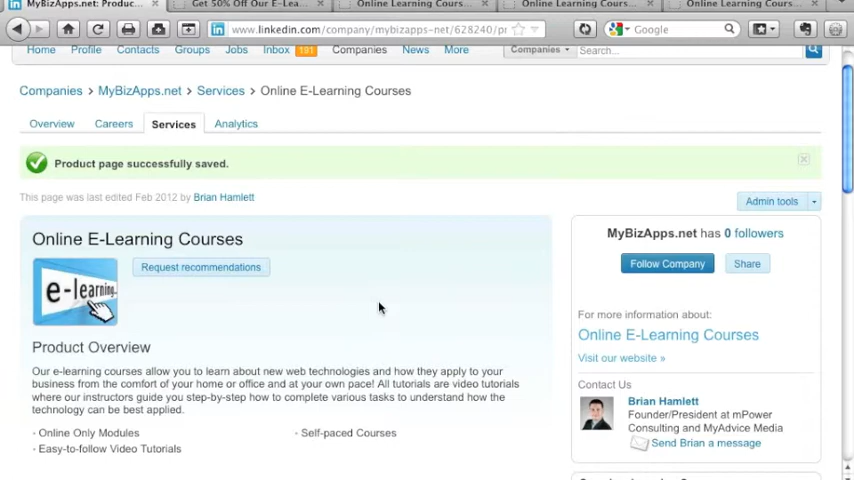 MyBizApps.net: Produc...
Get 50% Off Our E-Lea...
Online Learning Cours...
Online Learning Cours...
Online Learning Cours...
www.linkedin.com/company/mybizapps-net/628240/pr
Google
Home Profile Contacts Groups Jobs Inbox 191 Companies News More
Companies Search...
Companies > MyBizApps.net > Services > Online E-Learning Courses
Overview Careers Services Analytics
Product page successfully saved.
This page was last edited Feb 2012 by Brian Hamlett
Admin tools
Online E-Learning Courses
e-learning
Request recommendations
Product Overview
Our e-learning courses allow you to learn about new web technologies and how they apply to your
business from the comfort of your home or office and at your own pace! All tutorials are video tutorials
where our instructors guide you step-by-step how to complete various tasks to understand how the
technology can be best applied.
· Online Only Modules
· Self-paced Courses
· Easy-to-follow Video Tutorials
MyBizApps.net has 0 followers
Follow Company
Share
For more information about:
Online E-Learning Courses
Visit our website »
Contact Us
Brian Hamlett
Founder/President at mPower
Consulting and MyAdvice Media
Send Brian a message